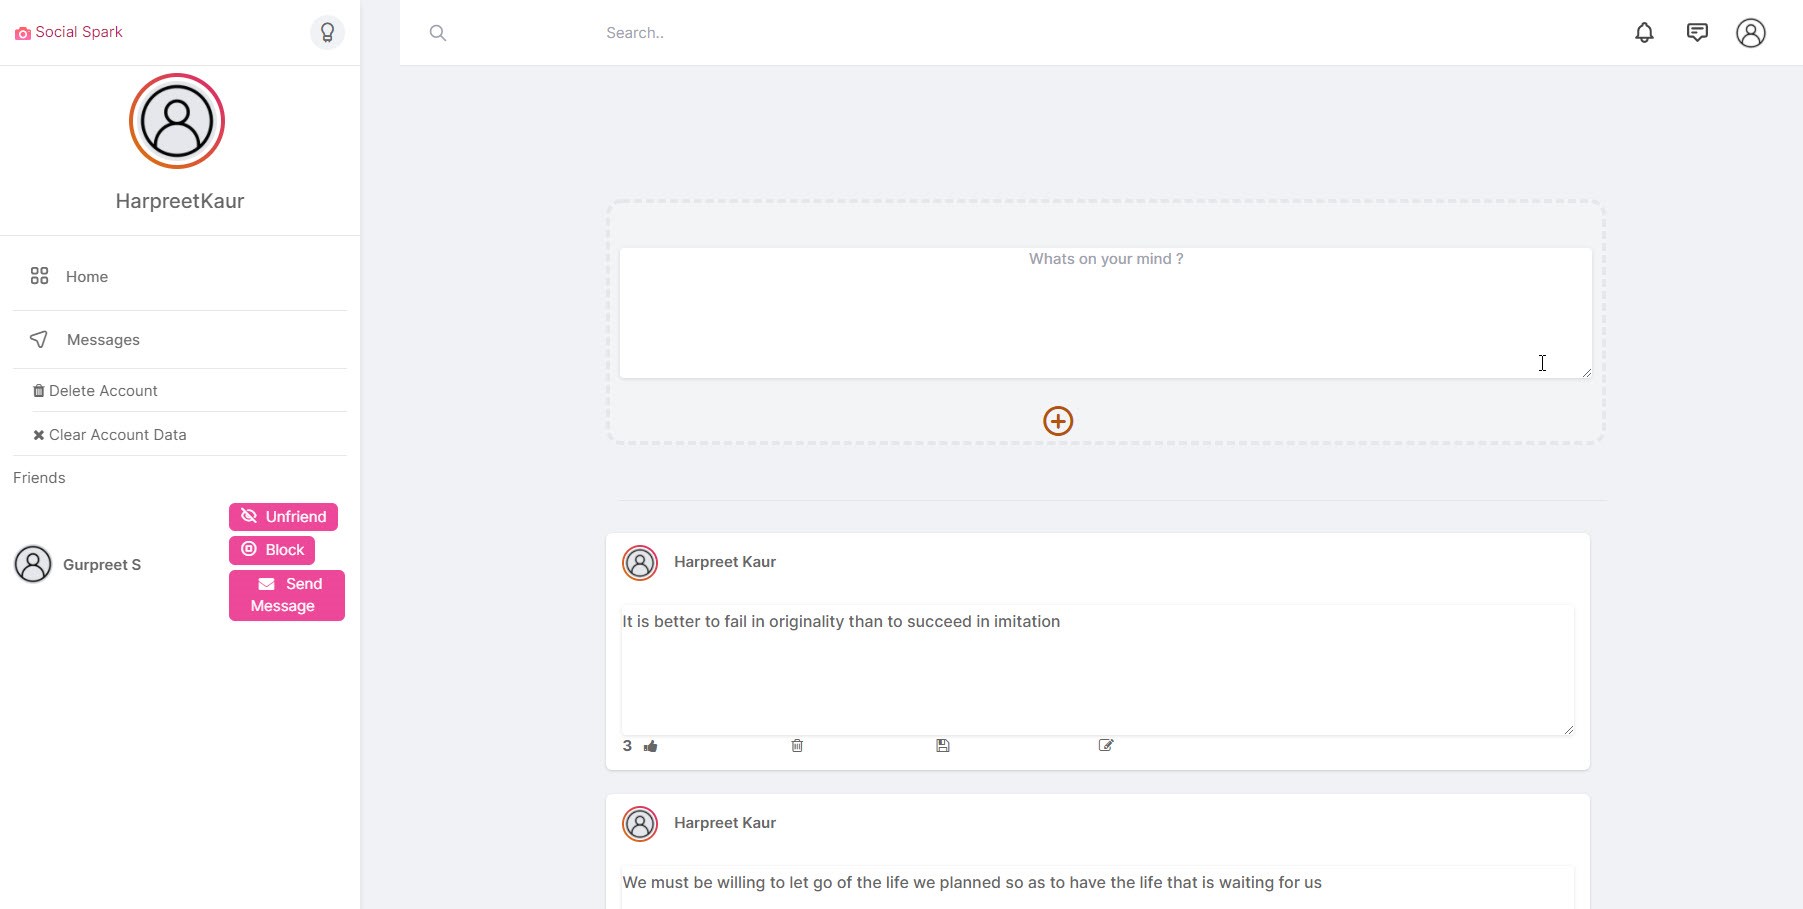 Social Spark
Search..
HarpreetKaur
Home
Messages
Delete Account
Clear Account Data
Friends
Gurpreet S
Unfriend
Block
Send
Message
Whats on your mind ?
Harpreet Kaur
It is better to fail in originality than to succeed in imitation
3
Harpreet Kaur
We must be willing to let go of the life we planned so as to have the life that is waiting for us